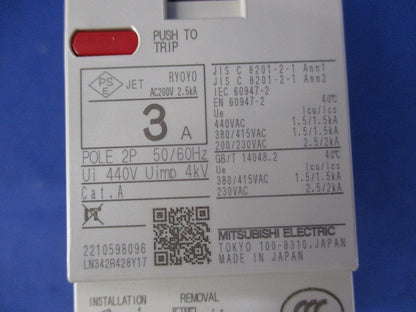 PUSH TO
TRIP
PS
E
JET
RYOYO
AC200V 2.5kA
3 A
POLE 2P 50/60Hz
Ui 440V Uimp 4kV
Cat.A
2210598096
LN342R428Y17
JIS C 8201-2-1 Ann1
JIS C 8201-2-1 Ann2
IEC 60947-2
EN 60947-2 40℃
Ue Icu/Ics
440VAC 1.5/1.5kA
380/415VAC 1.5/1.5kA
200/230VAC 2.5/2kA
GB/T 14048.2 40℃
Ue Icu/Ics
380/415VAC 1.5/1.5kA
230VAC 2.5/2kA
MITSUBISHI ELECTRIC
TOKYO 100-8310,JAPAN
MADE IN JAPAN
INSTALLATION
REMOVAL
CCC